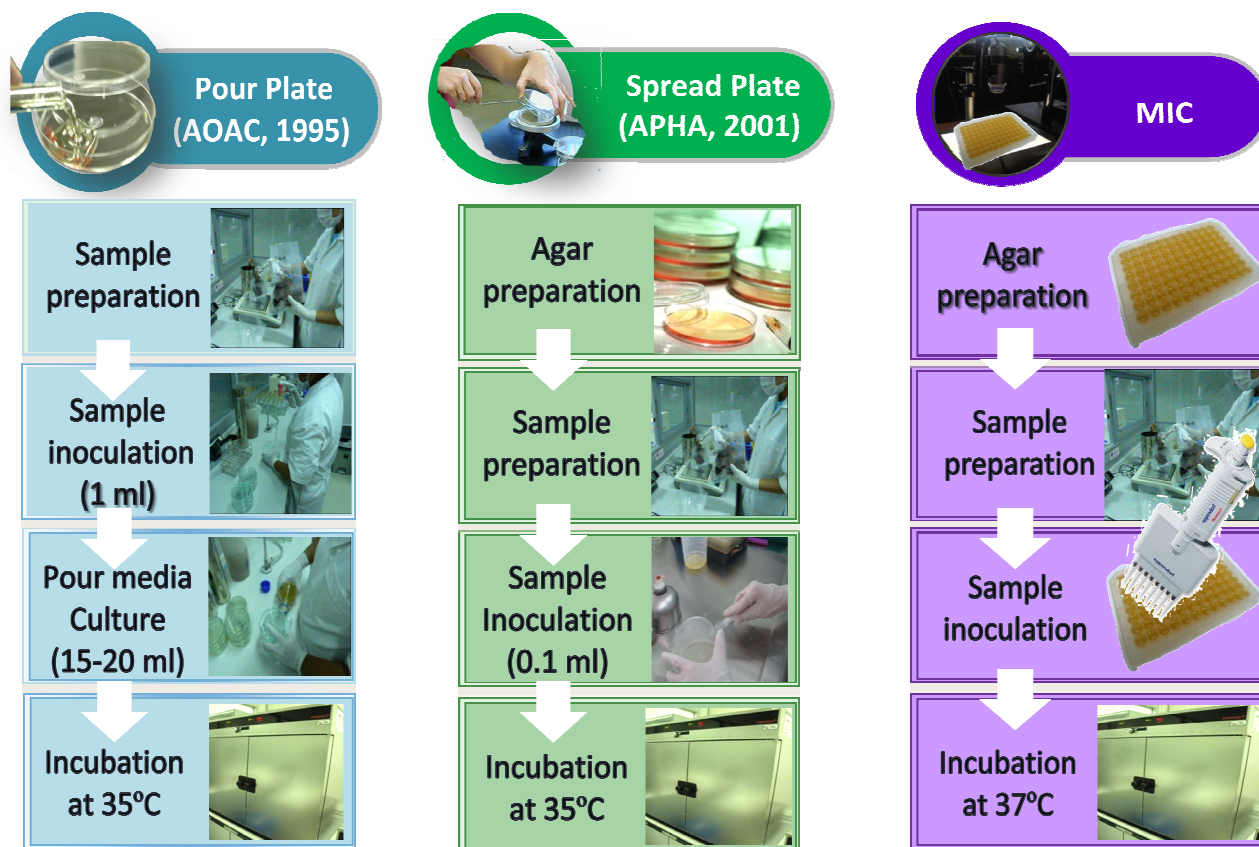 Pour Plate
(AOAC, 1995)
Sample
preparation
Sample
inoculation
(1 ml)
Pour media
Culture
(15-20 ml)
Incubation
at 35ºC
Spread Plate
(APHA, 2001)
Agar
preparation
Sample
preparation
Sample
Inoculation
(0.1 ml)
Incubation
at 35ºC
MIC
Agar
preparation
Sample
preparation
Sample
inoculation
Incubation
at 37ºC